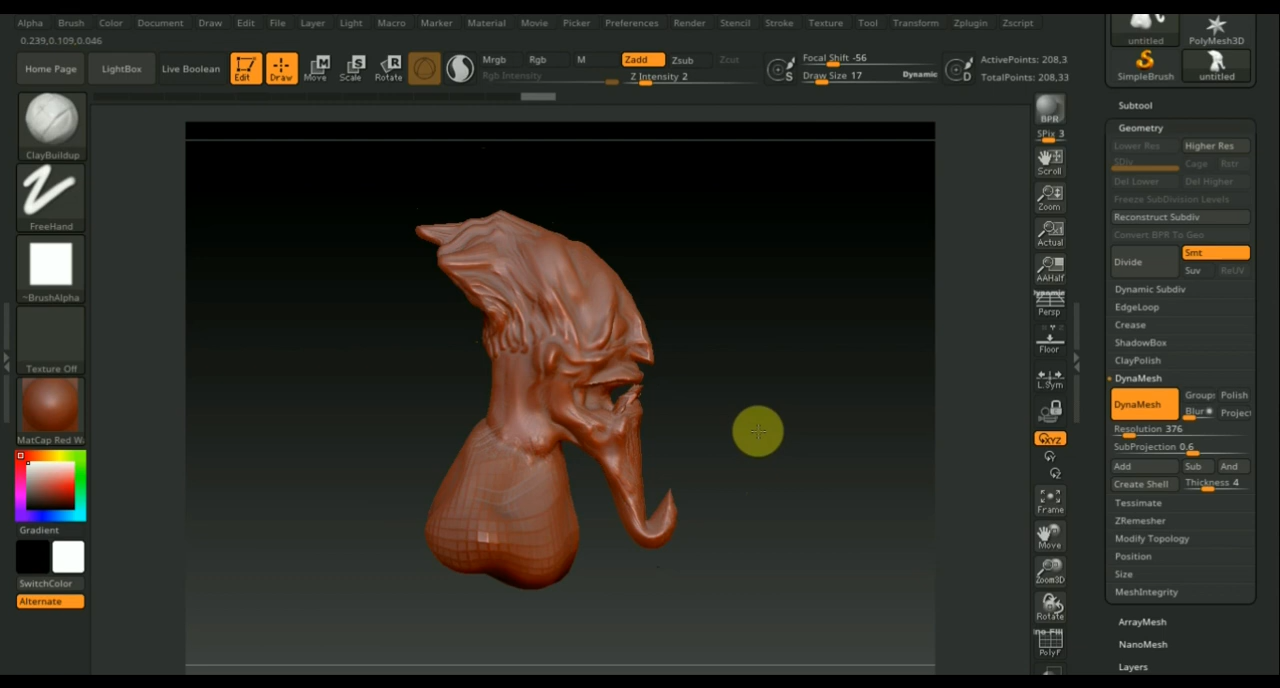 Alpha Brush Color Document Draw Edit File Layer Light Macro Marker Material Movie Picker Preferences Render Stencil Stroke Texture Tool Transform Zplugin Zscript
0.239,0.109,0.046
Home Page LightBox Live Boolean Edit Draw Move Scale Rotate
Mrgb Rgb M Zadd Zsub Zcut
Rgb Intensity Z Intensity 2
Focal Shift -56
Draw Size 17 Dynamic
ActivePoints: 208,3
TotalPoints: 208,33
ClayBuildup
FreeHand
~BrushAlpha
Texture Off
MatCap Red Wa
Gradient
SwitchColor
Alternate
BPR
SPix 3
Scroll
Zoom
Actual
AAHalf
Dynamic
Persp
Floor
L.Sym
XYZ
Y
Z
Frame
Move
Zoom3D
Rotate
PolyF
untitled PolyMesh3D
SimpleBrush untitled
Subtool
Geometry
Lower Res Higher Res
SDiv Cage Rstr
Del Lower Del Higher
Freeze SubDivision Levels
Reconstruct Subdiv
Convert BPR To Geo
Divide Smt
Suv ReUV
Dynamic Subdiv
EdgeLoop
Crease
ShadowBox
ClayPolish
DynaMesh
DynaMesh Groups Polish
Blur Project
Resolution 376
SubProjection 0.6
Add Sub And
Create Shell Thickness 4
Tessimate
ZRemesher
Modify Topology
Position
Size
MeshIntegrity
ArrayMesh
NanoMesh
Layers